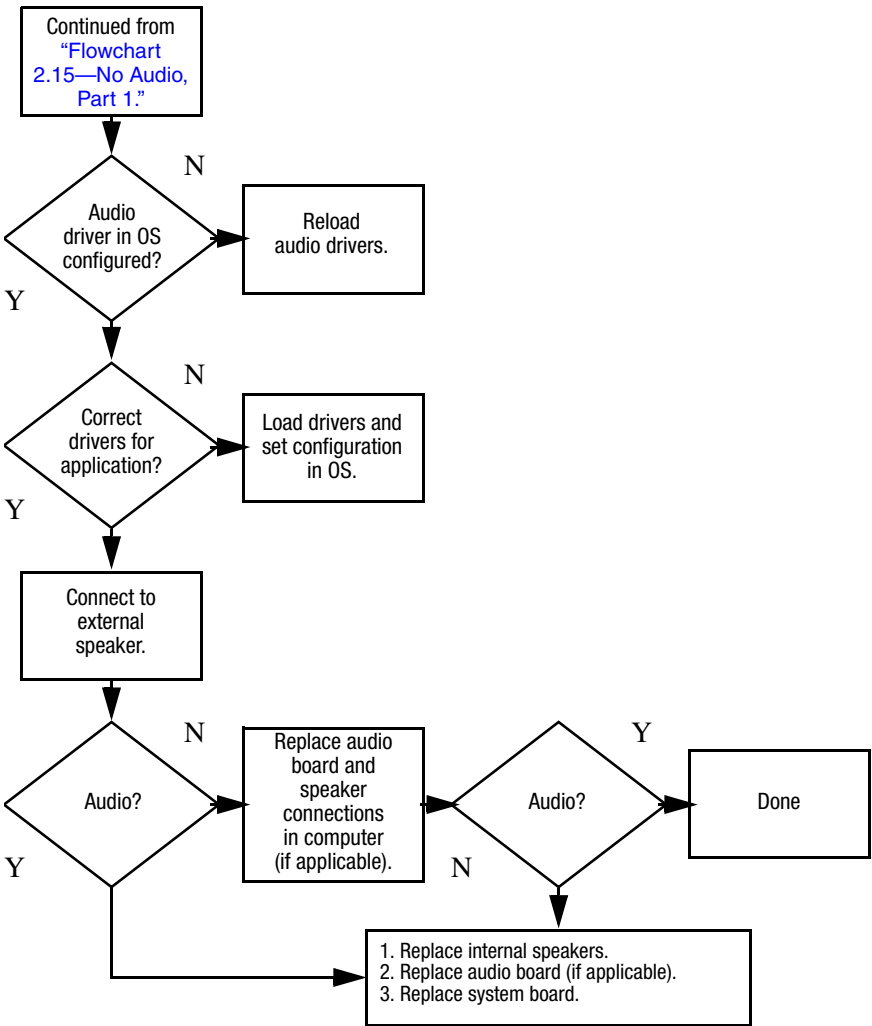 Continued from
“Flowchart
2.15—No Audio,
Part 1.”
N
Audio
driver in OS
configured?
Reload
audio drivers.
Y
N
Correct
drivers for
application?
Load drivers and
set configuration
in OS.
Y
Connect to
external
speaker.
N
Audio?
Y
Replace audio
board and
speaker
connections
in computer
(if applicable).
Y
Audio?
N
Done
1. Replace internal speakers.
2. Replace audio board (if applicable).
3. Replace system board.